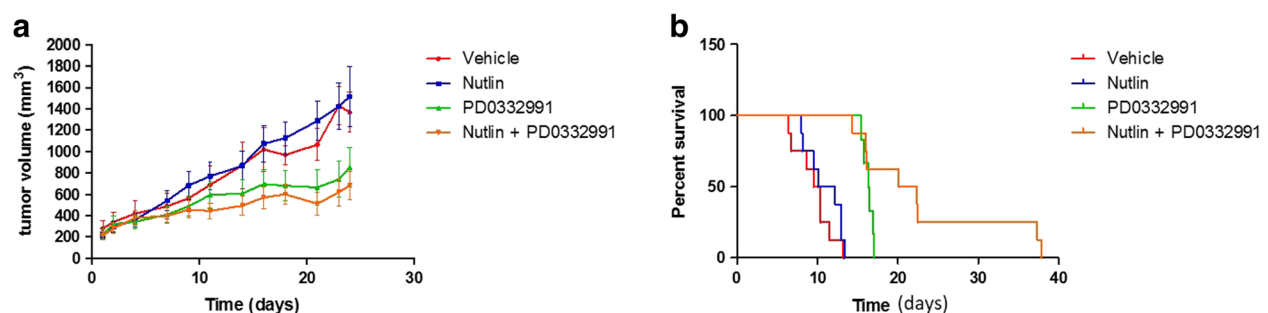 a
tumor volume (mm3)
2000
1800
1600
1400
1200
1000
800
600
400
200
0
0 10 20 30
Time (days)
Vehicle
Nutlin
PD0332991
Nutlin + PD0332991
b
Percent survival
150
100
50
0
0 10 20 30 40
Time (days)
Vehicle
Nutlin
PD0332991
Nutlin + PD0332991